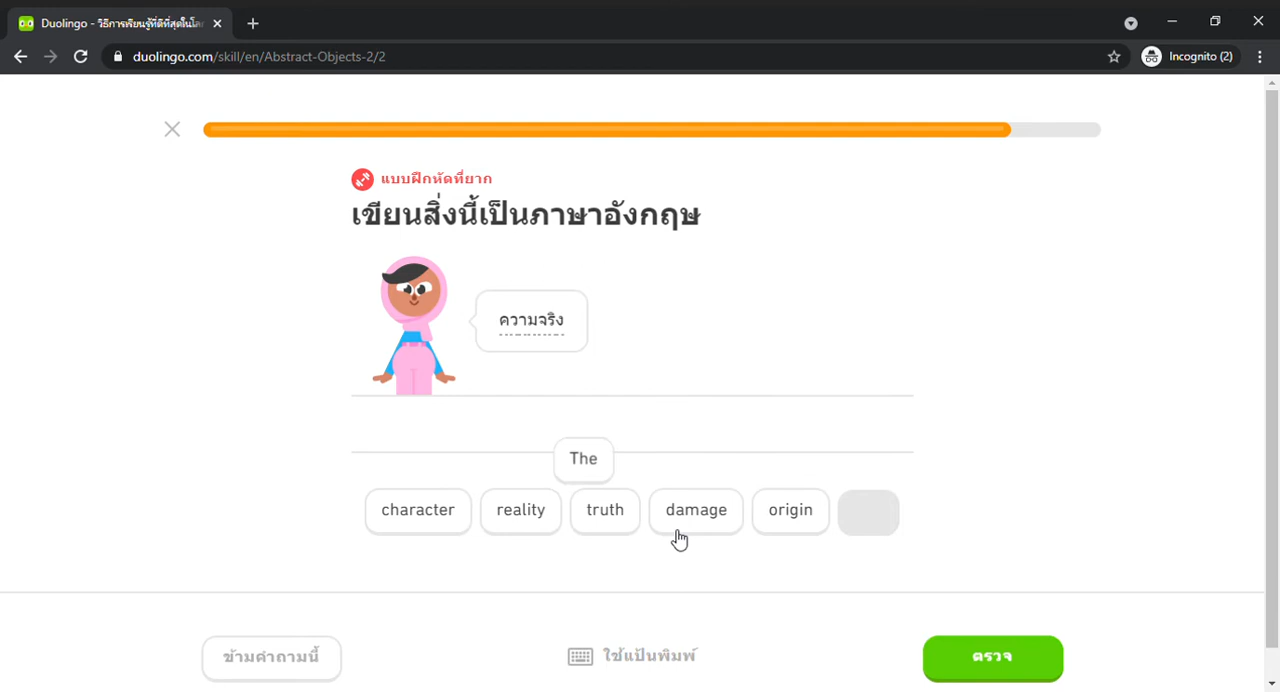 Duolingo - วิธีการเรียนรู้ที่ดีที่สุดในโล
duolingo.com/skill/en/Abstract-Objects-2/2
Incognito (2)
แบบฝึกหัดที่ยาก
เขียนสิ่งนี้เป็นภาษาอังกฤษ
ความจริง
The
character reality truth damage origin
ข้ามคำถามนี้ ใช้แป้นพิมพ์ ตรวจ